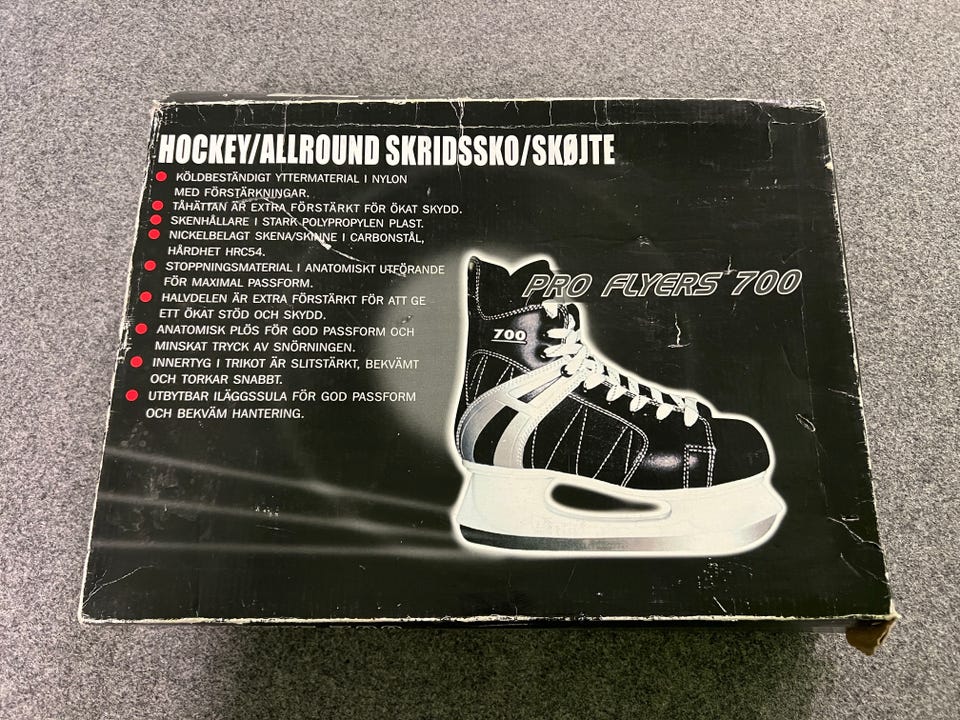 HOCKEY/ALLROUND SKRIDSSKO/SKØJTE
KÖLDBESTÄNDIGT YTTERMATERIAL I NYLON
MED FÖRSTÄRKNINGAR.
TÅHÄTTAN ÄR EXTRA FÖRSTÄRKT FÖR ÖKAT SKYDD.
SKENHÅLLARE I STARK POLYPROPYLEN PLAST.
NICKELBELAGT SKENA/SKINNE I CARBONSTÅL,
HÅRDHET HRC54.
STOPPNINGSMATERIAL I ANATOMISKT UTFÖRANDE
FÖR MAXIMAL PASSFORM.
HALVDELEN ÄR EXTRA FÖRSTÄRKT FÖR ATT GE
ETT ÖKAT STÖD OCH SKYDD.
ANATOMISK PLÖS FÖR GOD PASSFORM OCH
MINSKAT TRYCK AV SNÖRNINGEN.
INNERTYG I TRIKOT ÄR SLITSTÄRKT, BEKVÄMT
OCH TORKAR SNABBT.
UTBYTBAR ILÄGGSSULA FÖR GOD PASSFORM
OCH BEKVÄM HANTERING.
PRO FLYERS 700
700